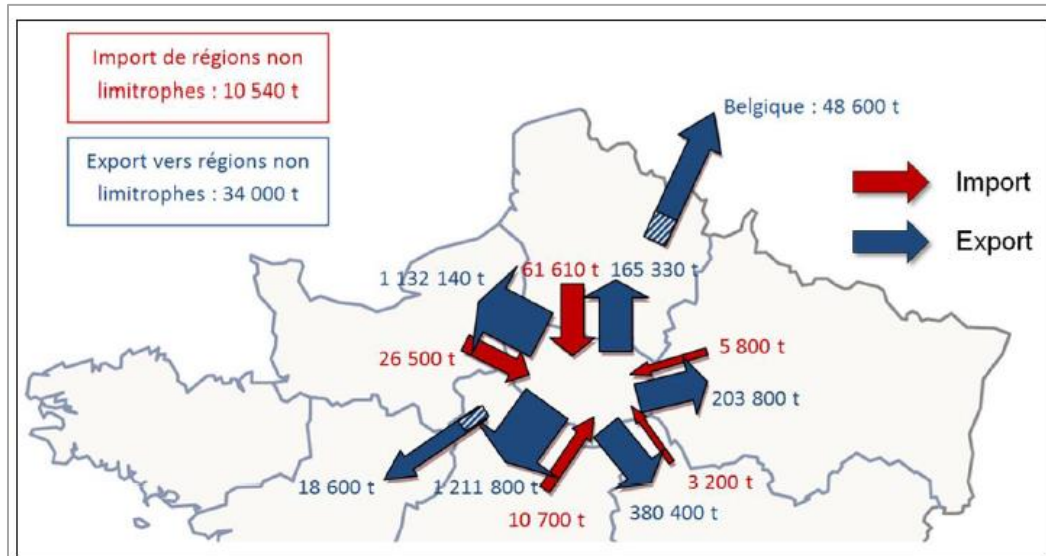 Import de régions non
limitrophes : 10 540 t
Export vers régions non
limitrophes : 34 000 t
Belgique : 48 600 t
Import
Export
1 132 140 t
61 610 t
165 330 t
26 500 t
5 800 t
203 800 t
18 600 t
1 211 800 t
10 700 t
3 200 t
380 400 t